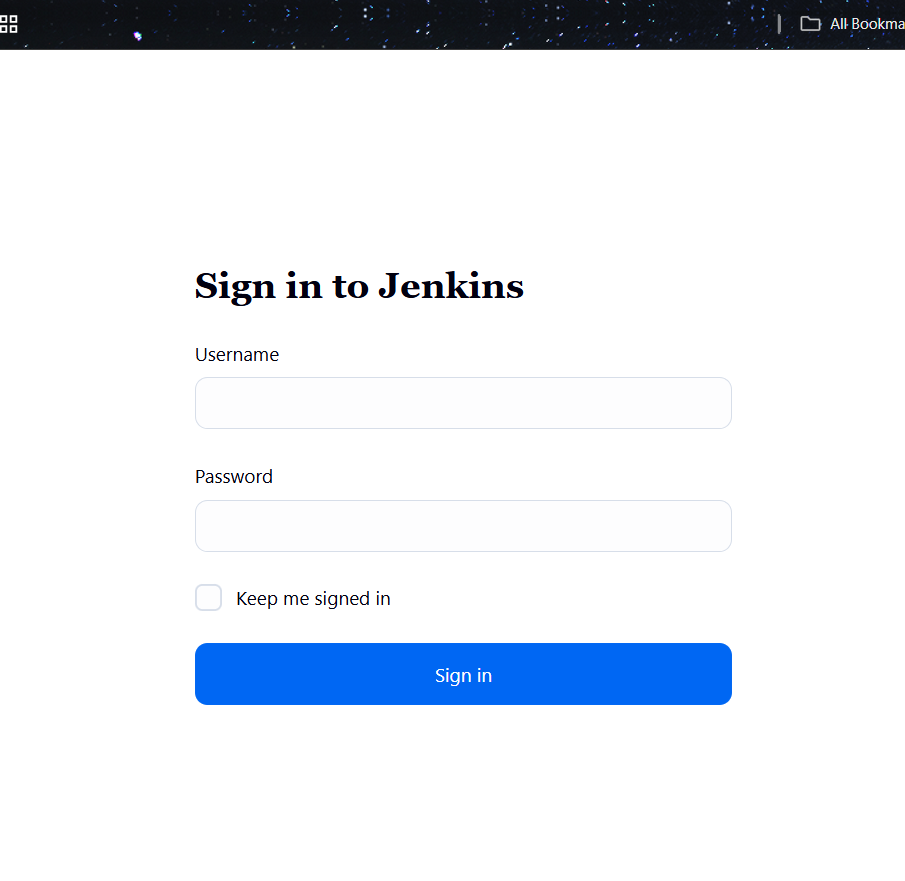 All Bookma
Sign in to Jenkins
Username
Password
Keep me signed in
Sign in